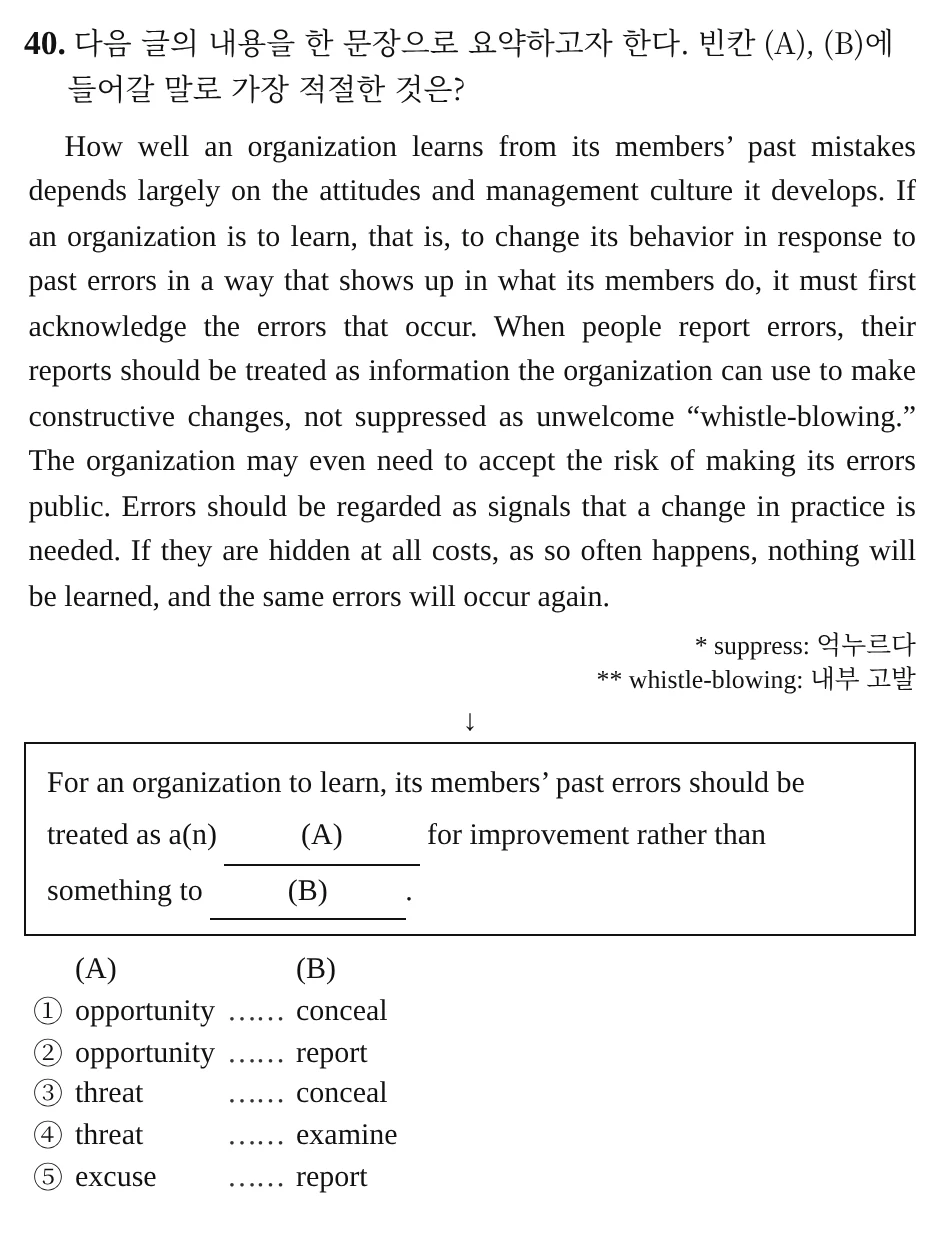 40. 다음 글의 내용을 한 문장으로 요약하고자 한다. 빈칸 (A), (B)에
들어갈 말로 가장 적절한 것은?
How well an organization learns from its members’ past mistakes
depends largely on the attitudes and management culture it develops. If
an organization is to learn, that is, to change its behavior in response to
past errors in a way that shows up in what its members do, it must first
acknowledge the errors that occur. When people report errors, their
reports should be treated as information the organization can use to make
constructive changes, not suppressed as unwelcome “whistle-blowing.”
The organization may even need to accept the risk of making its errors
public. Errors should be regarded as signals that a change in practice is
needed. If they are hidden at all costs, as so often happens, nothing will
be learned, and the same errors will occur again.
* suppress: 억누르다
** whistle-blowing: 내부 고발
↓
For an organization to learn, its members’ past errors should be
treated as a(n) (A) for improvement rather than
something to (B) .
(A) (B)
① opportunity …… conceal
② opportunity …… report
③ threat …… conceal
④ threat …… examine
⑤ excuse …… report